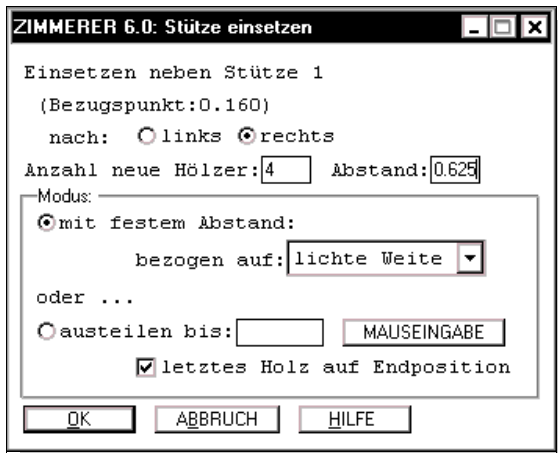 ZIMMERER 6.0: Stütze einsetzen
Einsetzen neben Stütze 1
(Bezugspunkt:0.160)
nach: links rechts
Anzahl neue Hölzer: 4 Abstand: 0.625
Modus:
mit festem Abstand:
bezogen auf: lichte Weite
oder ...
austeilen bis: MAUSEINGABE
letztes Holz auf Endposition
OK ABBRUCH HILFE